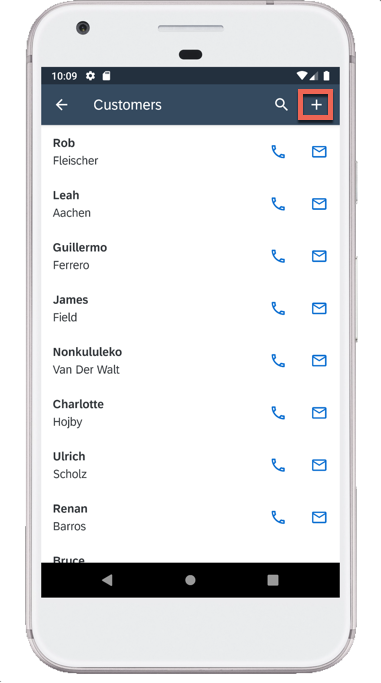 10:09
Customers
Rob
Fleischer
Leah
Aachen
Guillermo
Ferrero
James
Field
Nonkululeko
Van Der Walt
Charlotte
Hojby
Ulrich
Scholz
Renan
Barros
Bruce